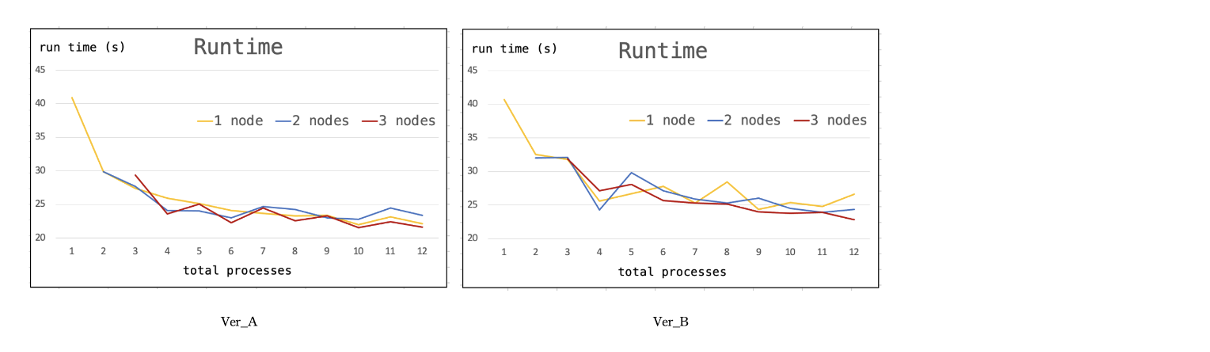 run time (s)
Runtime
45
40
35
30
25
20
1 node
2 nodes
3 nodes
1 2 3 4 5 6 7 8 9 10 11 12
total processes
Ver_A
run time (s)
Runtime
45
40
35
30
25
20
1 node
2 nodes
3 nodes
1 2 3 4 5 6 7 8 9 10 11 12
total processes
Ver_B